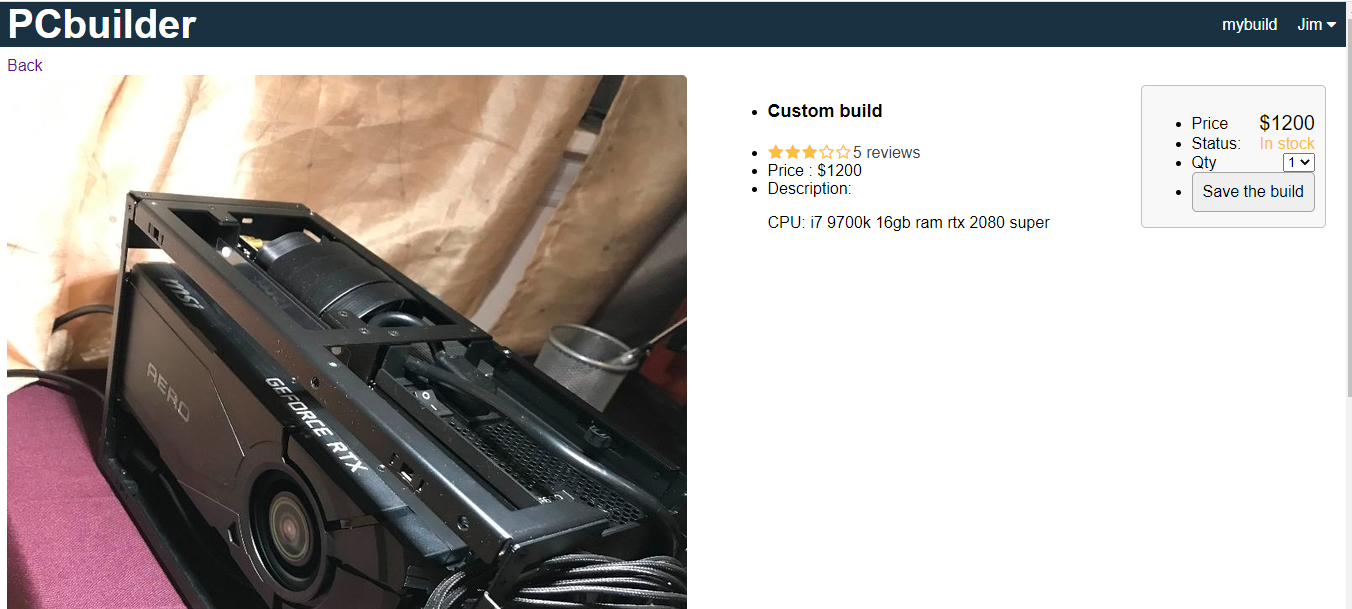 PCbuilder
mybuild
Jim
Back
Custom build
5 reviews
Price : $1200
Description:
CPU: i7 9700k 16gb ram rtx 2080 super
Price $1200
Status: In stock
Qty 1
Save the build
msi
AERO
GEFORCE RTX